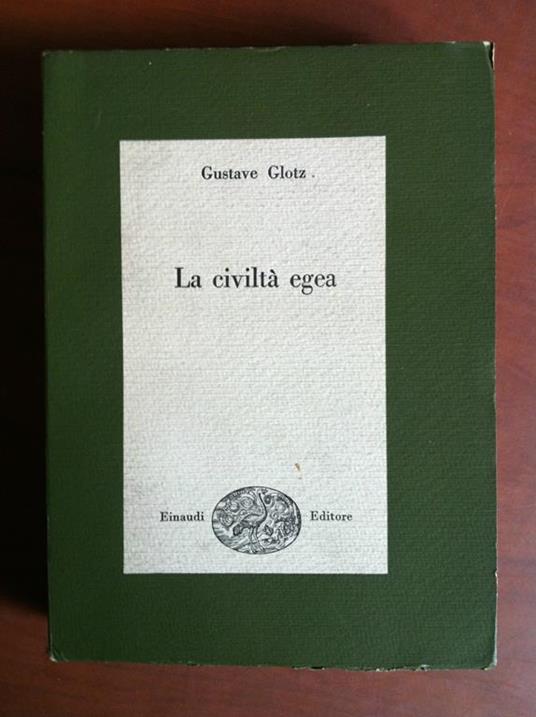 Gustave Glotz
La civiltà egea
Einaudi Editore